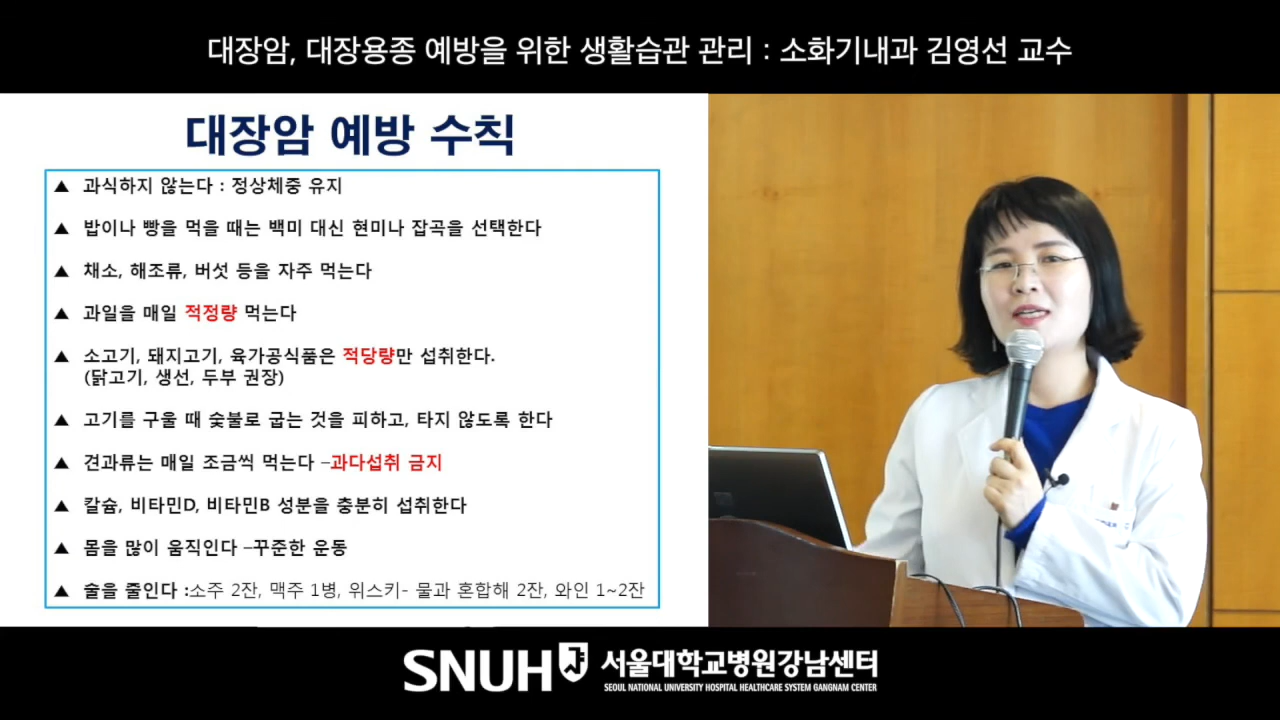 대장암, 대장용종 예방을 위한 생활습관 관리 : 소화기내과 김영선 교수
대장암 예방 수칙
▲ 과식하지 않는다 : 정상체중 유지
▲ 밥이나 빵을 먹을 때는 백미 대신 현미나 잡곡을 선택한다
▲ 채소, 해조류, 버섯 등을 자주 먹는다
▲ 과일을 매일 적정량 먹는다
▲ 소고기, 돼지고기, 육가공식품은 적당량만 섭취한다.
(닭고기, 생선, 두부 권장)
▲ 고기를 구울 때 숯불로 굽는 것을 피하고, 타지 않도록 한다
▲ 견과류는 매일 조금씩 먹는다 –과다섭취 금지
▲ 칼슘, 비타민D, 비타민B 성분을 충분히 섭취한다
▲ 몸을 많이 움직인다 –꾸준한 운동
▲ 술을 줄인다 :소주 2잔, 맥주 1병, 위스키- 물과 혼합해 2잔, 와인 1~2잔
SNUH 서울대학교병원강남센터
SEOUL NATIONAL UNIVERSITY HOSPITAL HEALTHCARE SYSTEM GANGNAM CENTER